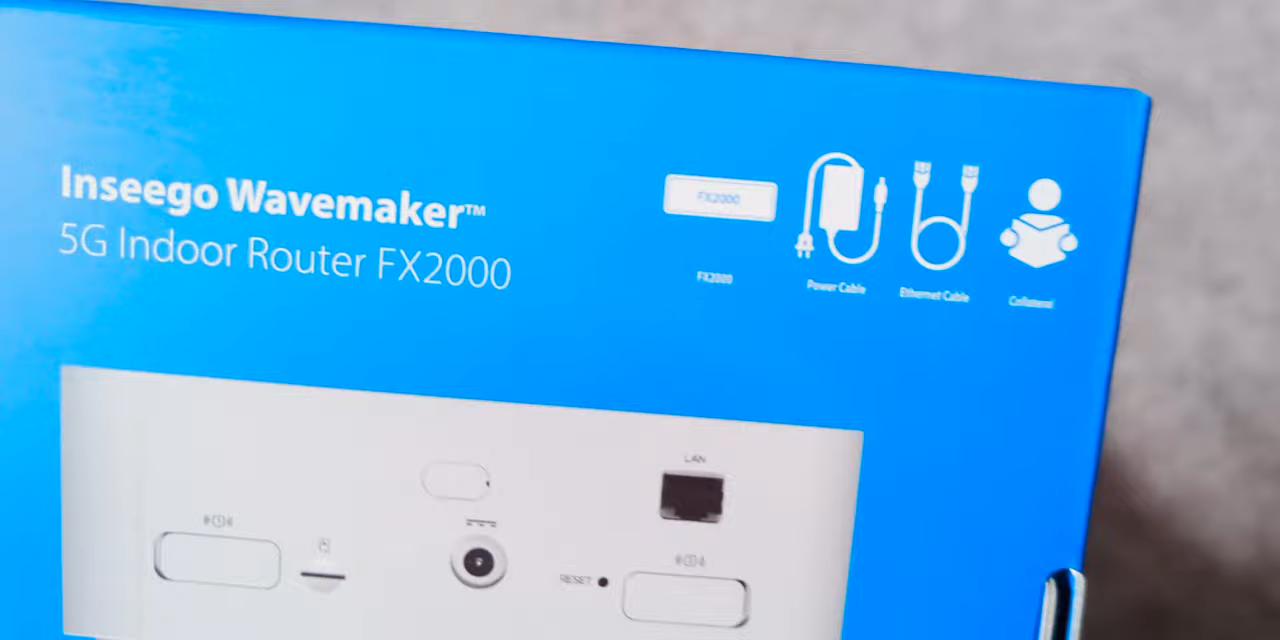 Inseego Wavemaker™
5G Indoor Router FX2000
FX2000
FX2000
Power Cable
Ethernet Cable
Collateral
LAN
RESET